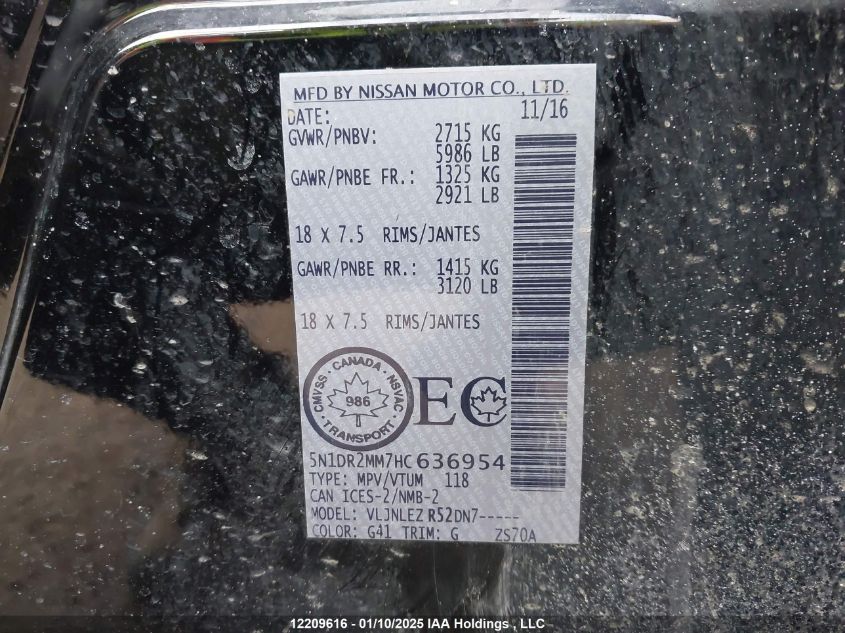 MFD BY NISSAN MOTOR CO., LTD.
DATE: 11/16
GVWR/PNBV: 2715 KG
5986 LB
GAWR/PNBE FR.: 1325 KG
2921 LB
18 X 7.5 RIMS/JANTES
GAWR/PNBE RR.: 1415 KG
3120 LB
18 X 7.5 RIMS/JANTES
CMVSS · CANADA · NSVAC · TRANSPORT ·
986
EC
5N1DR2MM7HC636954
TYPE: MPV/VTUM 118
CAN ICES-2/NMB-2
MODEL: VLJNLEZ R52DN7-----
COLOR: G41 TRIM: G ZS70A
12209616 - 01/10/2025 IAA Holdings , LLC